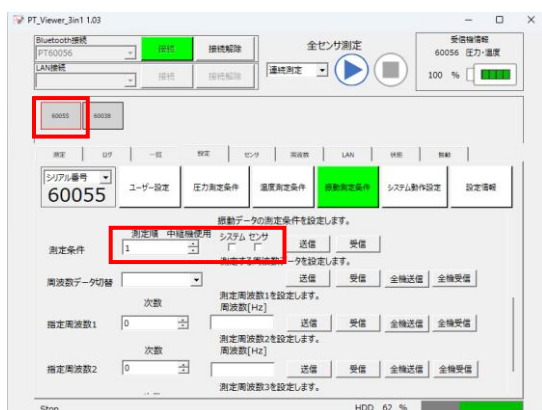 PT_Viewer_3in1 1.03
Bluetooth接続
PT60056 接続 接続解除
LAN接続
接続 接続解除
全センサ測定
連続測定
受信機情報
60056 圧力・温度
100 %
60055 60038
測定 ログ 一括 設定 センサ 周波数 LAN 状態
シリアル番号
60055
ユーザー設定 圧力測定条件 温度測定条件 振動測定条件 システム動作設定 設定情報
振動データの測定条件を設定します。
測定順 中継機使用 システム センサ
測定条件 1 送信 受信
測定する周波数データを設定します。
周波数データ切替 送信 受信 全機送信 全機受信
測定周波数1を設定します。
次数 周波数[Hz]
指定周波数1 0 送信 受信 全機送信 全機受信
測定周波数2を設定します。
次数 周波数[Hz]
指定周波数2 0 送信 受信 全機送信 全機受信
測定周波数3を設定します。
Stop HDD 62 %